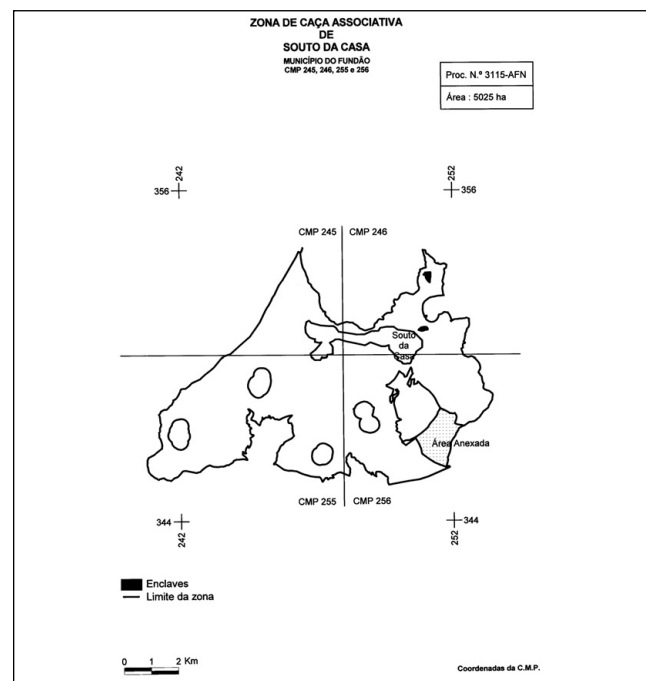 ZONA DE CAÇA ASSOCIATIVA
DE
SOUTO DA CASA
MUNICÍPIO DO FUNDÃO
CMP 245, 246, 255 e 256
Proc. N.º 3115-AFN
Área : 5025 ha
242
356
252
356
CMP 245
CMP 246
Souto
da
Casa
Área Anexada
CMP 255
CMP 256
344
242
344
252
Enclaves
Limite da zona
0 1 2 Km
Coordenadas da C.M.P.